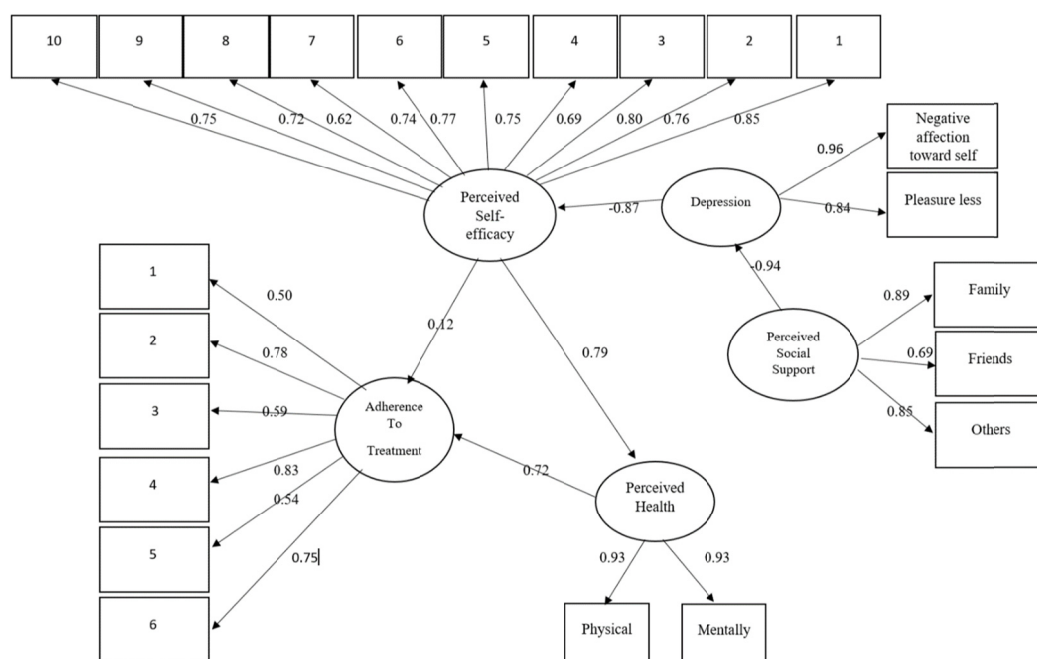 10 9 8 7 6 5 4 3 2 1
0.75 0.72 0.62 0.74 0.77 0.75 0.69 0.80 0.76 0.85
Negative
affection
toward self
0.96
Pleasure less
0.84
Depression
-0.87
Perceived
Self-
efficacy
-0.94
Perceived
Social
Support
0.89
Family
0.69
Friends
0.85
Others
0.12
0.79
1
0.50
2
0.78
3
0.59
4
0.83
5
0.54
6
0.75
Adherence
To
Treatment
0.72
Perceived
Health
0.93
0.93
Physical
Mentally